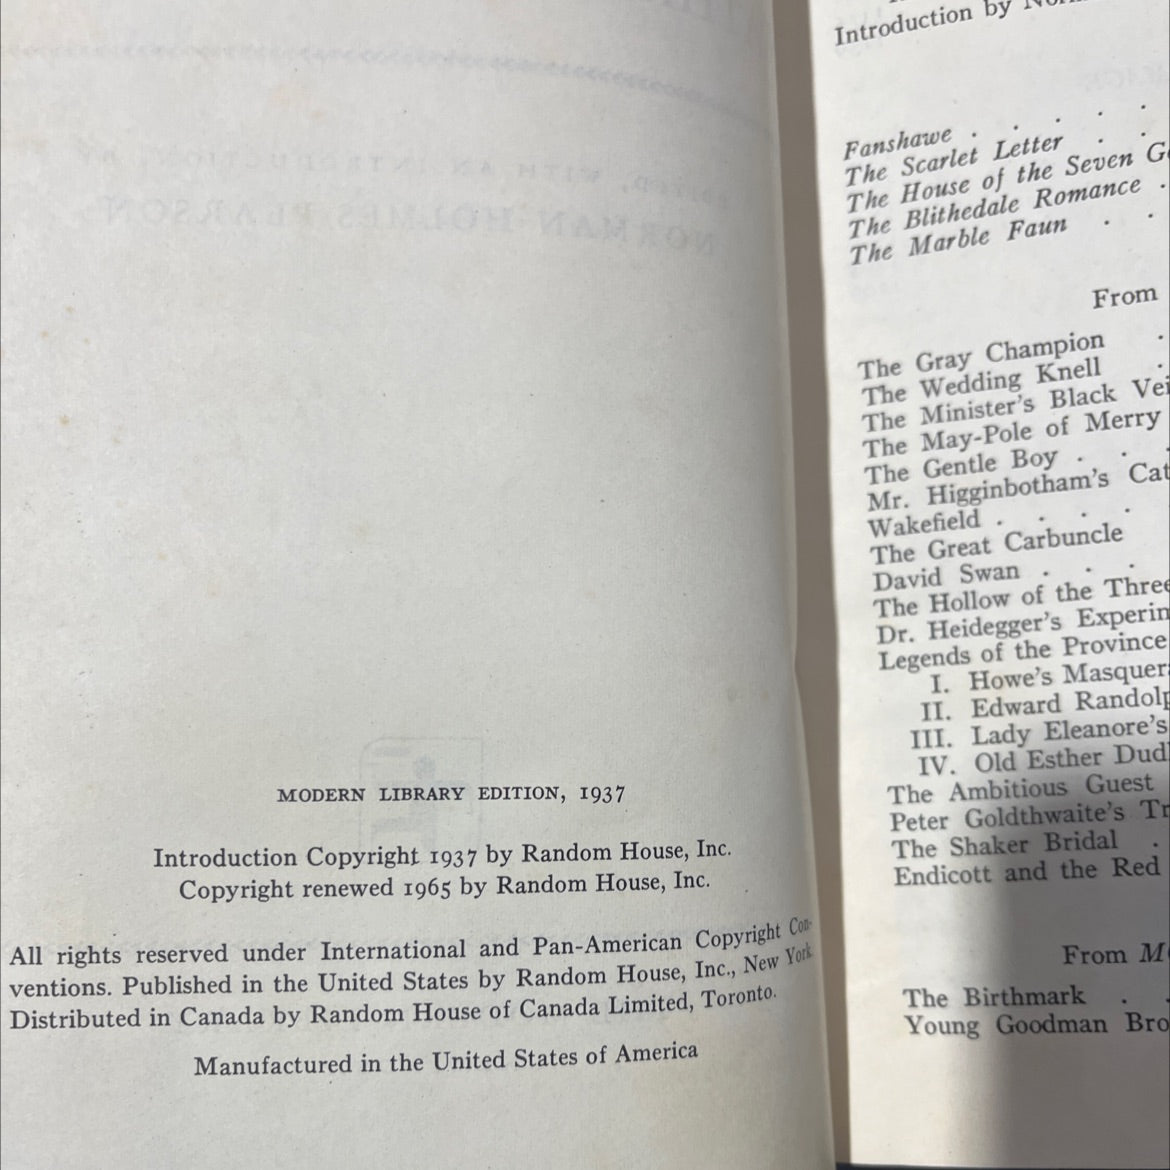 MODERN LIBRARY EDITION, 1937
Introduction Copyright 1937 by Random House, Inc.
Copyright renewed 1965 by Random House, Inc.
All rights reserved under International and Pan-American Copyright Con-
ventions. Published in the United States by Random House, Inc., New York
Distributed in Canada by Random House of Canada Limited, Toronto.
Manufactured in the United States of America
Introduction by
Fanshawe . . . . .
The Scarlet Letter . .
The House of the Seven
The Blithedale Romance .
The Marble Faun . .
From
The Gray Champion .
The Wedding Knell .
The Minister's Black
The May-Pole of Merry
The Gentle Boy . . .
Mr. Higginbotham's
Wakefield . . . .
The Great Carbuncle
David Swan . . .
The Hollow of the Three
Dr. Heidegger's
Legends of the Province
I. Howe's
II. Edward
III. Lady Eleanore's
IV. Old Esther
The Ambitious Guest
Peter Goldthwaite's
The Shaker Bridal .
Endicott and the Red
From
The Birthmark . .
Young Goodman